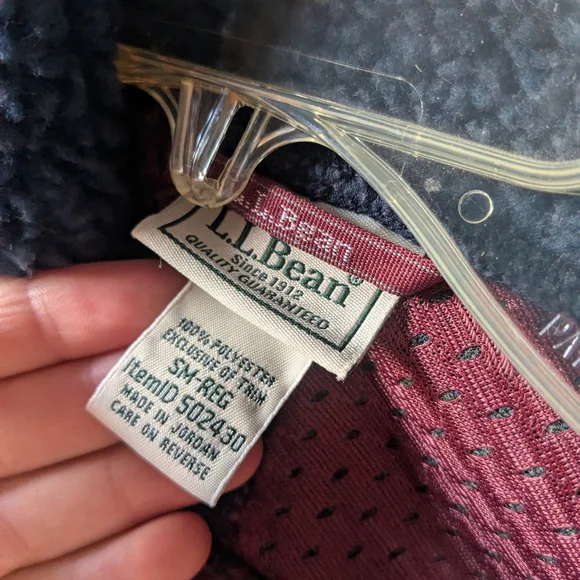 L.L.Bean
L.L.Bean®
Since 1912
QUALITY GUARANTEED
100% POLYESTER
EXCLUSIVE OF TRIM
SM-REG
ItemID 502430
MADE IN JORDAN
CARE ON REVERSE